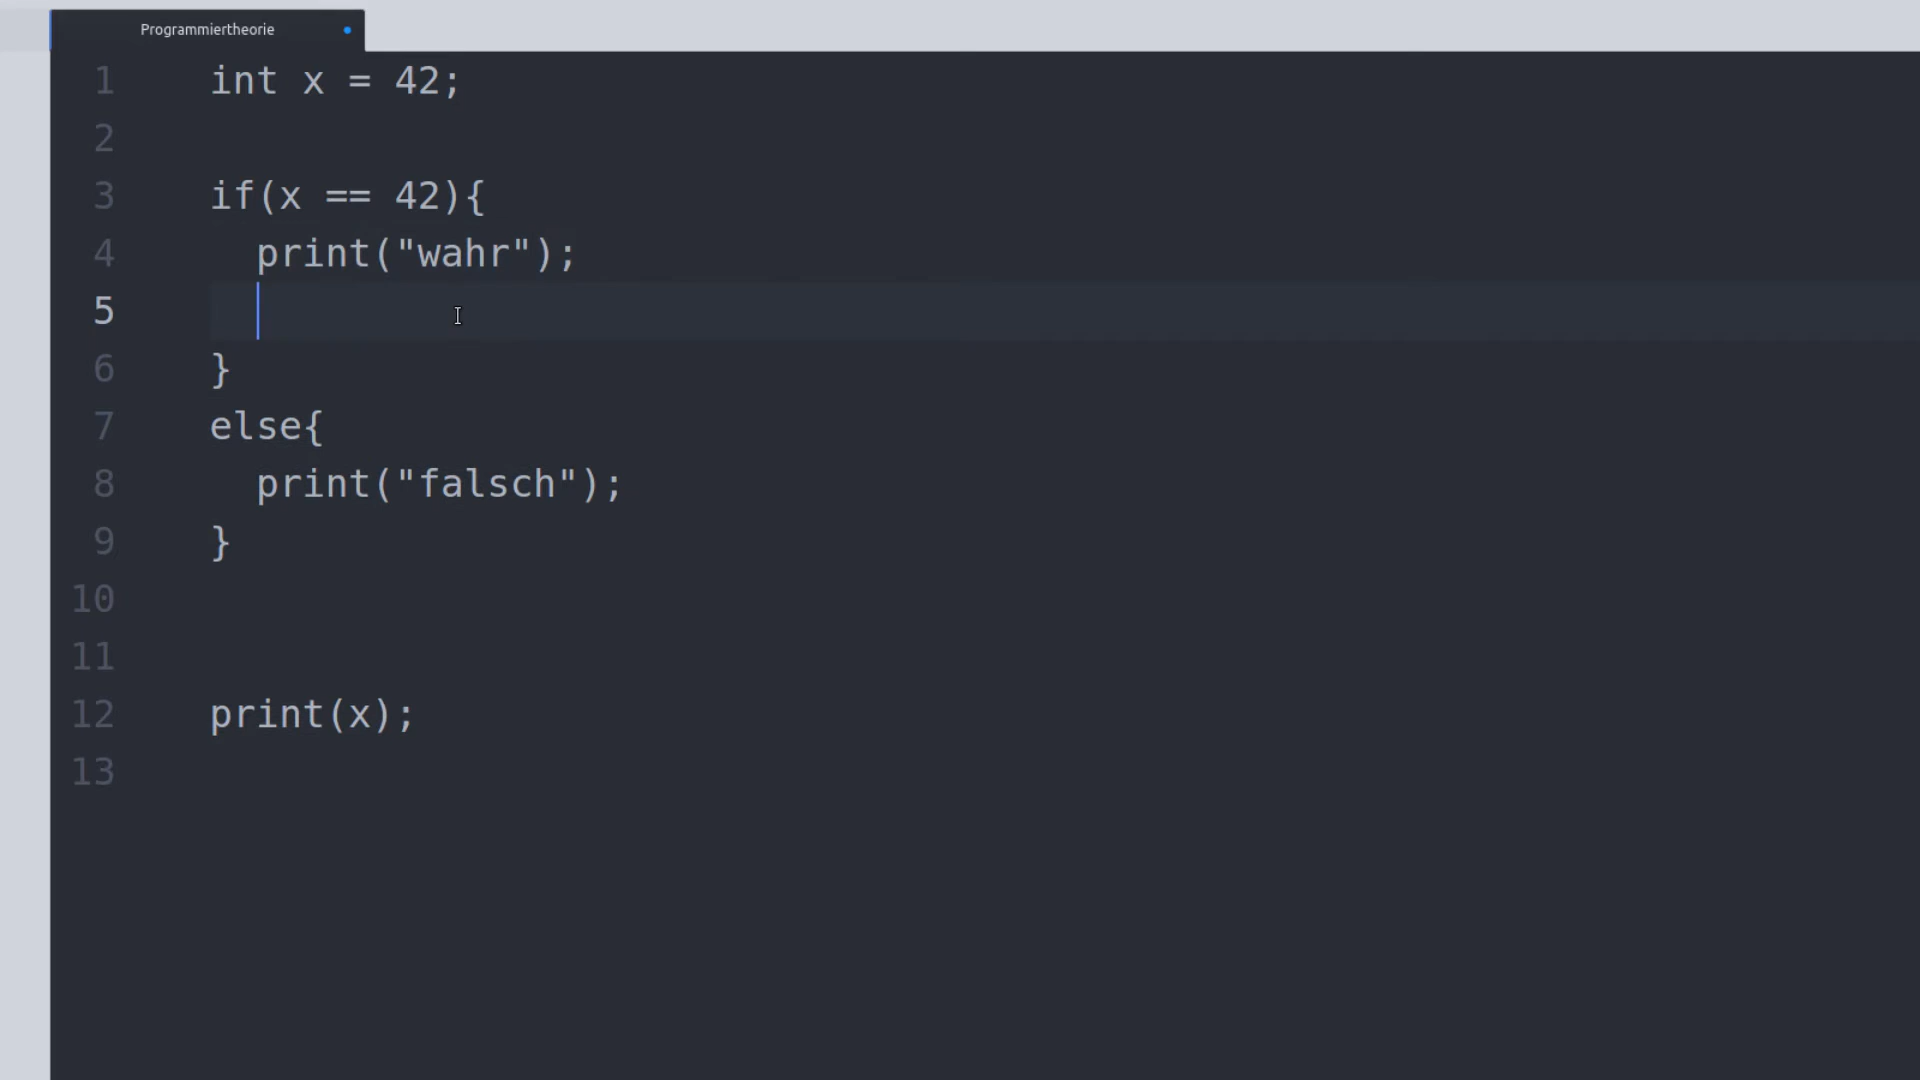 Programmiertheorie
1 int x = 42;
2
3 if(x == 42){
4 print("wahr");
5
6 }
7 else{
8 print("falsch");
9 }
10
11
12 print(x);
13